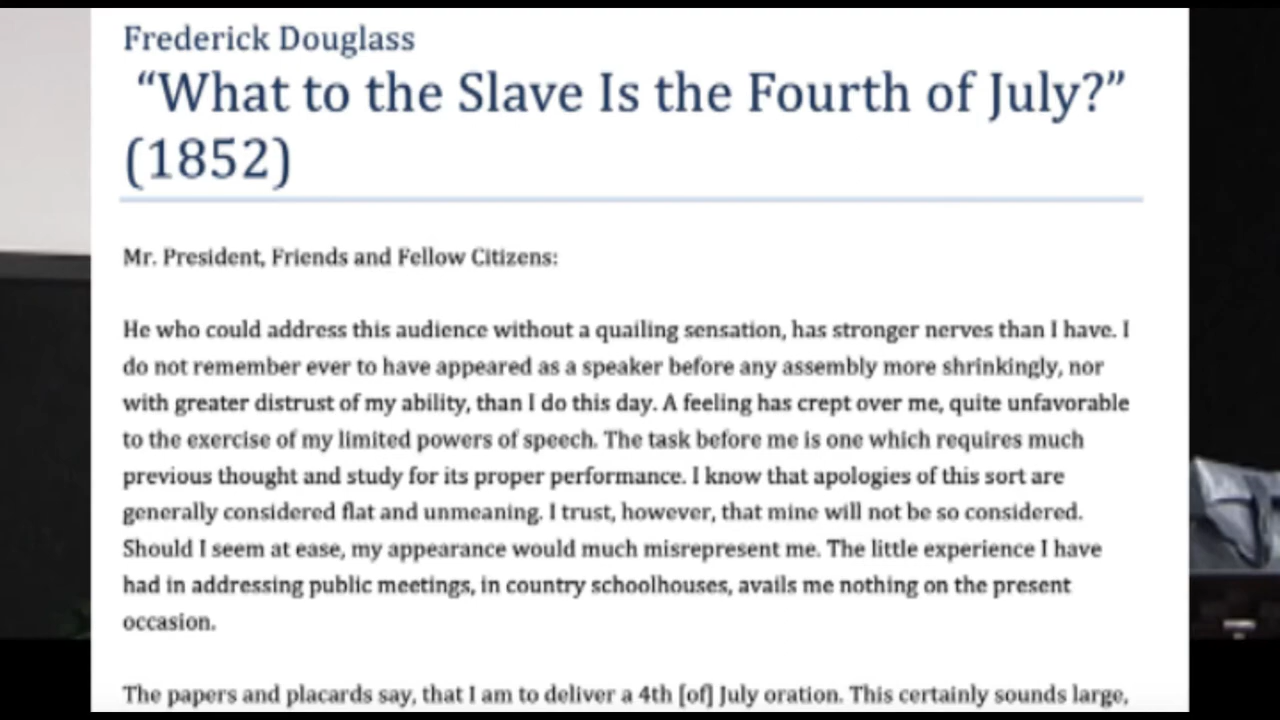 Frederick Douglass
“What to the Slave Is the Fourth of July?”
(1852)
Mr. President, Friends and Fellow Citizens:
He who could address this audience without a quailing sensation, has stronger nerves than I have. I
do not remember ever to have appeared as a speaker before any assembly more shrinkingly, nor
with greater distrust of my ability, than I do this day. A feeling has crept over me, quite unfavorable
to the exercise of my limited powers of speech. The task before me is one which requires much
previous thought and study for its proper performance. I know that apologies of this sort are
generally considered flat and unmeaning. I trust, however, that mine will not be so considered.
Should I seem at ease, my appearance would much misrepresent me. The little experience I have
had in addressing public meetings, in country schoolhouses, avails me nothing on the present
occasion.
The papers and placards say, that I am to deliver a 4th [of] July oration. This certainly sounds large,